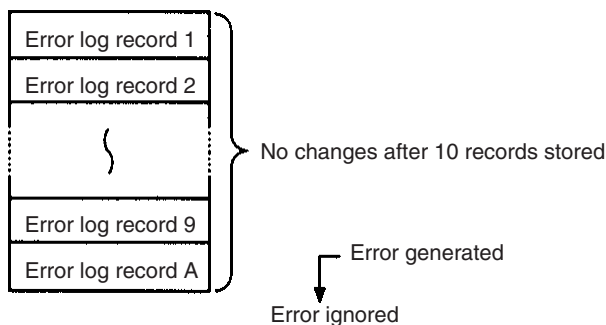 Error log record 1
Error log record 2
No changes after 10 records stored
Error log record 9
Error log record A
Error generated
Error ignored